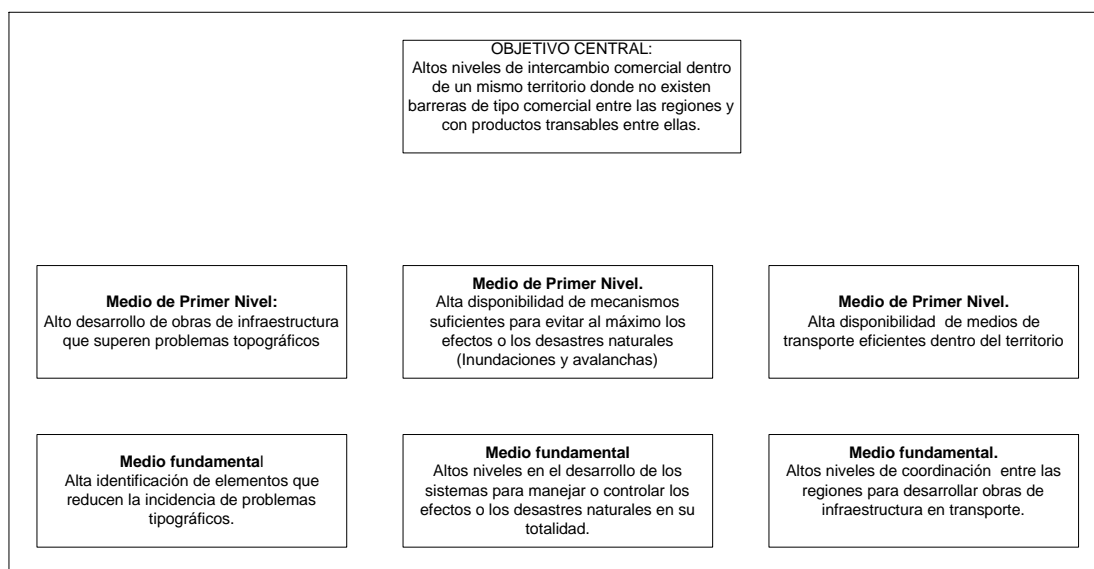 OBJETIVO CENTRAL:
Altos niveles de intercambio comercial dentro
de un mismo territorio donde no existen
barreras de tipo comercial entre las regiones y
con productos transables entre ellas.
Medio de Primer Nivel:
Alto desarrollo de obras de infraestructura
que superen problemas topográficos
Medio de Primer Nivel.
Alta disponibilidad de mecanismos
suficientes para evitar al máximo los
efectos o los desastres naturales
(Inundaciones y avalanchas)
Medio de Primer Nivel.
Alta disponibilidad de medios de
transporte eficientes dentro del territorio
Medio fundamental
Alta identificación de elementos que
reducen la incidencia de problemas
tipográficos.
Medio fundamental
Altos niveles en el desarrollo de los
sistemas para manejar o controlar los
efectos o los desastres naturales en su
totalidad.
Medio fundamental.
Altos niveles de coordinación entre las
regiones para desarrollar obras de
infraestructura en transporte.